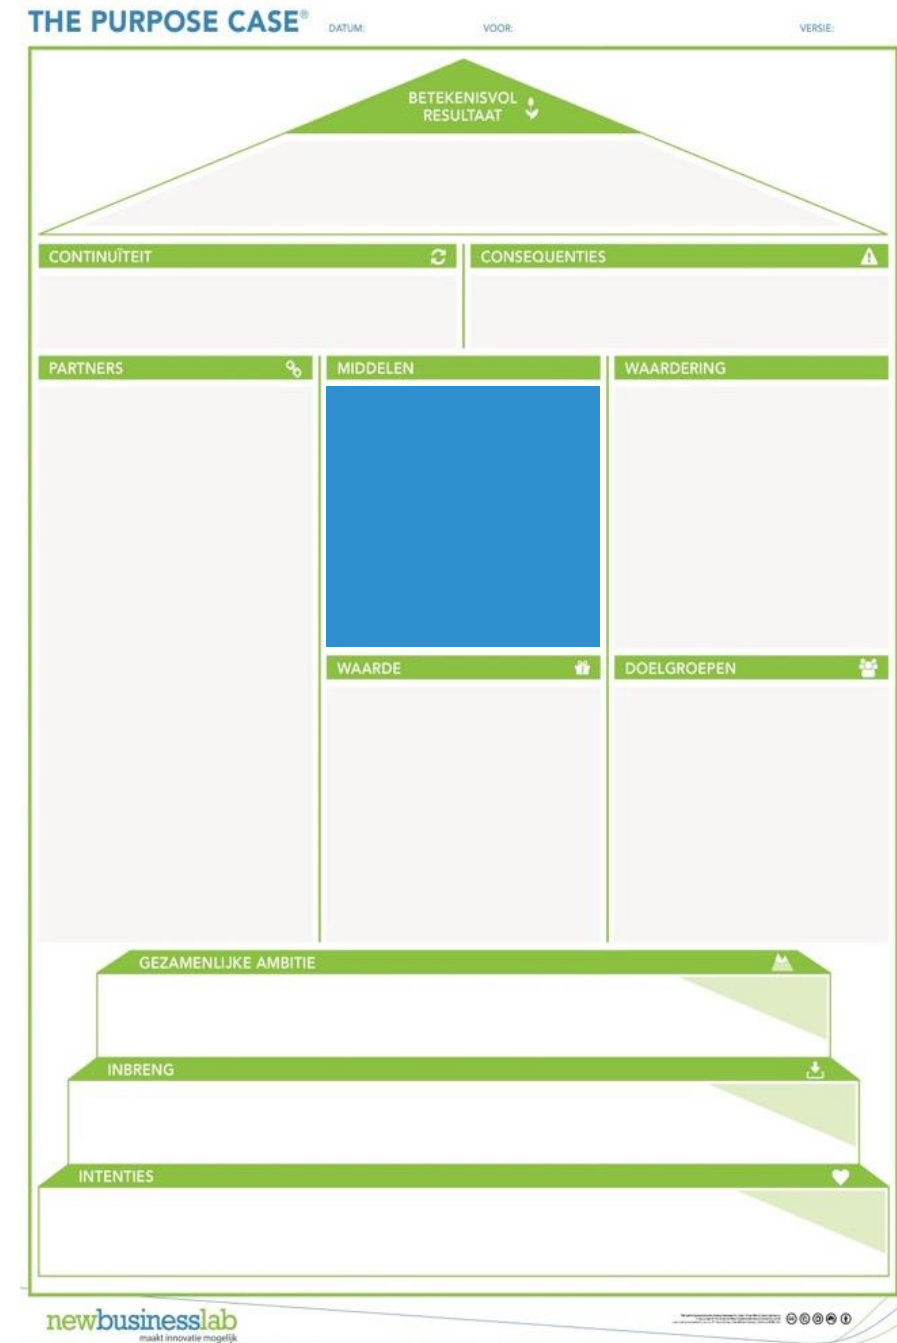 THE PURPOSE CASE®
DATUM:
VOOR:
VERSIE:
BETEKENISVOL
RESULTAAT
CONTINUÏTEIT
CONSEQUENTIES
PARTNERS
MIDDELEN
WAARDERING
WAARDE
DOELGROEPEN
GEZAMENLIJKE AMBITIE
INBRENG
INTENTIES
newbusinesslab
maakt innovatie mogelijk